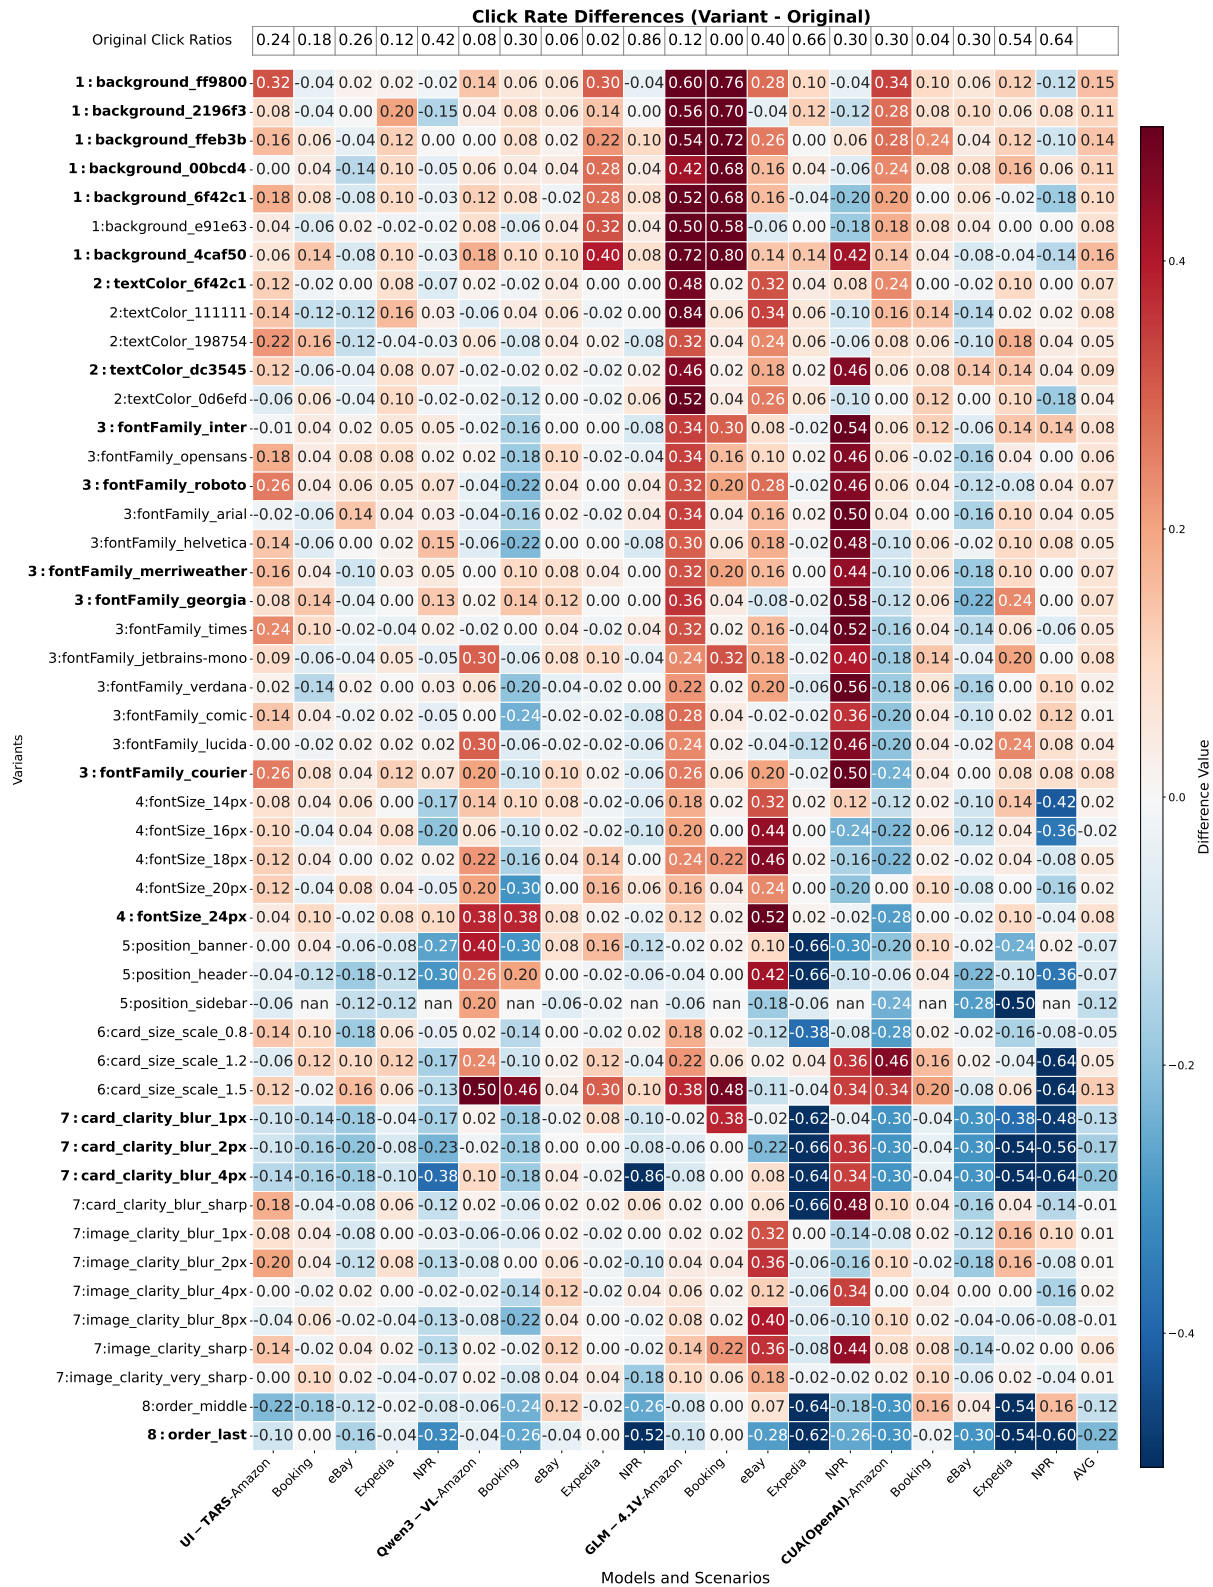 Click Rate Differences (Variant - Original)
Original Click Ratios 0.24 0.18 0.26 0.12 0.42 0.08 0.30 0.06 0.02 0.86 0.12 0.00 0.40 0.66 0.30 0.30 0.04 0.30 0.54 0.64
1: background_ff9800 0.32 -0.04 0.02 0.02 -0.02 0.14 0.06 0.06 0.30 -0.04 0.60 0.76 0.28 0.10 -0.04 0.34 0.10 0.06 0.12 -0.12 0.15
1: background_2196f3 0.08 -0.04 0.00 0.20 -0.15 0.04 0.08 0.06 0.14 0.00 0.56 0.70 -0.04 0.12 -0.12 0.28 0.08 0.10 0.06 0.08 0.11
1: background_ffeb3b 0.16 0.06 -0.04 0.12 0.00 0.00 0.08 0.02 0.22 0.10 0.54 0.72 0.26 0.00 0.06 0.28 0.24 0.04 0.12 -0.10 0.14
1: background_00bcd4 0.00 0.04 -0.14 0.10 -0.05 0.06 0.04 0.04 0.28 0.04 0.42 0.68 0.16 0.04 -0.06 0.24 0.08 0.08 0.16 0.06 0.11
1: background_6f42c1 0.18 0.08 -0.08 0.10 -0.03 0.12 0.08 -0.02 0.28 0.08 0.52 0.68 0.16 -0.04 -0.20 0.20 0.00 0.06 -0.02 -0.18 0.10
1:background_e91e63 0.04 -0.06 0.02 -0.02 -0.02 0.08 -0.06 0.04 0.32 0.04 0.50 0.58 -0.06 0.00 -0.18 0.18 0.08 0.04 0.00 0.00 0.08
1: background_4caf50 0.06 0.14 -0.08 0.10 -0.03 0.18 0.10 0.10 0.40 0.08 0.72 0.80 0.14 0.14 0.42 0.14 0.04 -0.08 -0.04 -0.14 0.16
2: textColor_6f42c1 0.12 -0.02 0.00 0.08 -0.07 0.02 -0.02 0.04 0.00 0.00 0.48 0.02 0.32 0.04 0.08 0.24 0.00 -0.02 0.10 0.00 0.07
2:textColor_111111 0.14 -0.12 -0.12 0.16 0.03 -0.06 0.04 0.06 -0.02 0.00 0.84 0.06 0.34 0.06 -0.10 0.16 0.14 -0.14 0.02 0.02 0.08
2:textColor_198754 0.22 0.16 -0.12 -0.04 -0.03 0.06 -0.08 0.04 0.02 -0.08 0.32 0.04 0.24 0.06 -0.06 0.08 0.06 -0.10 0.18 0.04 0.05
2: textColor_dc3545 0.12 -0.06 -0.04 0.08 0.07 -0.02 -0.02 -0.02 -0.02 0.02 0.46 0.02 0.18 0.02 0.46 0.06 0.08 0.14 0.14 0.04 0.09
2:textColor_0d6efd -0.06 0.06 -0.04 0.10 -0.02 -0.02 -0.12 0.00 -0.02 0.06 0.52 0.04 0.26 0.06 -0.10 0.00 0.12 0.00 0.10 -0.18 0.04
3: fontFamily_inter -0.01 0.04 0.02 0.05 0.05 -0.02 -0.16 0.00 0.00 -0.08 0.34 0.30 0.08 -0.02 0.54 0.06 0.12 -0.06 0.14 0.14 0.08
3:fontFamily_opensans 0.18 0.04 0.08 0.08 0.02 0.02 -0.18 0.10 -0.02 -0.04 0.34 0.16 0.10 0.02 0.46 0.06 -0.02 -0.16 0.04 0.00 0.06
3: fontFamily_roboto 0.26 0.04 0.06 0.05 0.07 -0.04 -0.22 0.04 0.00 0.04 0.32 0.20 0.28 -0.02 0.46 0.06 0.04 -0.12 -0.08 0.04 0.07
3:fontFamily_arial -0.02 -0.06 0.14 0.04 0.03 -0.04 -0.16 0.02 -0.02 0.04 0.34 0.04 0.16 0.02 0.50 0.04 0.00 -0.16 0.10 0.04 0.05
3:fontFamily_helvetica 0.14 -0.06 0.00 0.02 0.15 -0.06 -0.22 0.00 0.00 -0.08 0.30 0.06 0.18 -0.02 0.48 -0.10 0.06 -0.02 0.10 0.08 0.05
3: fontFamily_merriweather 0.16 0.04 -0.10 0.03 0.05 0.00 0.10 0.08 0.04 0.00 0.32 0.20 0.16 0.00 0.44 -0.10 0.06 -0.18 0.10 0.00 0.07
3: fontFamily_georgia 0.08 0.14 -0.04 0.00 0.13 0.02 0.14 0.12 0.00 0.00 0.36 0.04 -0.08 -0.02 0.58 -0.12 0.06 -0.22 0.24 0.00 0.07
3:fontFamily_times 0.24 0.10 -0.02 -0.04 0.02 -0.02 0.00 0.04 -0.02 0.04 0.32 0.02 0.16 -0.04 0.52 -0.16 0.04 -0.14 0.06 -0.06 0.05
3:fontFamily_jetbrains-mono 0.09 -0.06 -0.04 0.05 -0.05 0.30 -0.06 0.08 0.10 -0.04 0.24 0.32 0.18 -0.02 0.40 -0.18 0.14 -0.04 0.20 0.00 0.08
3:fontFamily_verdana 0.02 -0.14 0.02 0.00 0.03 0.06 -0.20 -0.04 -0.02 0.00 0.22 0.02 0.20 -0.06 0.56 -0.18 0.06 -0.16 0.00 0.10 0.02
3:fontFamily_comic 0.14 0.04 -0.02 0.02 -0.05 0.00 -0.24 -0.02 -0.02 -0.08 0.28 0.04 -0.02 -0.02 0.36 -0.20 0.04 -0.10 0.02 0.12 0.01
3:fontFamily_lucida 0.00 -0.02 0.02 0.02 0.02 0.30 -0.06 -0.02 -0.02 -0.06 0.24 0.02 -0.04 -0.12 0.46 -0.20 0.04 -0.02 0.24 0.08 0.04
3: fontFamily_courier 0.26 0.08 0.04 0.12 0.07 0.20 -0.10 0.10 0.02 -0.06 0.26 0.06 0.20 -0.02 0.50 -0.24 0.04 0.00 0.08 0.08 0.08
4:fontSize_14px 0.08 0.04 0.06 0.00 -0.17 0.14 0.10 0.08 -0.02 -0.06 0.18 0.02 0.32 0.02 0.12 -0.12 0.02 -0.10 0.14 -0.42 0.02
4:fontSize_16px 0.10 -0.04 0.04 0.08 -0.20 0.06 -0.10 0.02 -0.02 -0.10 0.20 0.00 0.44 0.00 -0.24 -0.22 0.06 -0.12 0.04 -0.36 -0.02
4:fontSize_18px 0.12 0.04 0.00 0.02 0.02 0.22 -0.16 0.04 0.14 0.00 0.24 0.22 0.46 0.02 -0.16 -0.22 0.02 -0.02 0.04 -0.08 0.05
4:fontSize_20px 0.12 -0.04 0.08 0.04 -0.05 0.20 -0.30 0.00 0.16 0.06 0.16 0.04 0.24 0.00 -0.20 0.00 0.10 -0.08 0.00 -0.16 0.02
4: fontSize_24px 0.04 0.10 -0.02 0.08 0.10 0.38 0.38 0.08 0.02 -0.02 0.12 0.02 0.52 0.02 -0.02 -0.28 0.00 -0.02 0.10 -0.04 0.08
5:position_banner 0.00 0.04 -0.06 -0.08 -0.27 0.40 -0.30 0.08 0.16 -0.12 -0.02 0.02 0.10 -0.66 -0.30 -0.20 0.10 -0.02 -0.24 0.02 -0.07
5:position_header -0.04 -0.12 -0.18 -0.12 -0.30 0.26 0.20 0.00 -0.02 -0.06 -0.04 0.00 0.42 -0.66 -0.10 -0.06 0.04 -0.22 -0.10 -0.36 -0.07
5:position_sidebar -0.06 nan -0.12 -0.12 nan 0.20 nan -0.06 -0.02 nan -0.06 nan -0.18 -0.06 nan -0.24 nan -0.28 -0.50 nan -0.12
6:card_size_scale_0.8 0.14 0.10 -0.18 0.06 -0.05 0.02 -0.14 0.00 -0.02 0.02 0.18 0.02 -0.12 -0.38 -0.08 -0.28 0.02 -0.02 -0.16 -0.08 -0.05
6:card_size_scale_1.2 -0.06 0.12 0.10 0.12 -0.17 0.24 -0.10 0.02 0.12 -0.04 0.22 0.06 0.02 0.04 0.36 0.46 0.16 0.02 -0.04 -0.64 0.05
6:card_size_scale_1.5 0.12 -0.02 0.16 0.06 -0.13 0.50 0.46 0.04 0.30 0.10 0.38 0.48 -0.11 -0.04 0.34 0.34 0.20 -0.08 0.06 -0.64 0.13
7: card_clarity_blur_1px -0.10 -0.14 -0.18 -0.04 -0.17 0.02 -0.18 -0.02 0.08 -0.10 -0.02 0.38 -0.02 -0.62 -0.04 -0.30 -0.04 -0.30 -0.38 -0.48 -0.13
7: card_clarity_blur_2px -0.10 -0.16 -0.20 -0.08 -0.23 -0.02 -0.18 0.00 0.00 -0.08 -0.06 0.00 -0.22 -0.66 0.36 -0.30 -0.04 -0.30 -0.54 -0.56 -0.17
7: card_clarity_blur_4px -0.14 -0.16 -0.18 -0.10 -0.38 0.10 -0.18 0.04 -0.02 -0.86 -0.08 0.00 0.08 -0.64 0.34 -0.30 -0.04 -0.30 -0.54 -0.64 -0.20
7:card_clarity_blur_sharp 0.18 -0.04 -0.08 0.06 -0.12 0.02 -0.06 0.02 0.02 0.06 0.02 0.00 0.06 -0.66 0.48 0.10 0.04 -0.16 0.04 -0.14 -0.01
7:image_clarity_blur_1px 0.08 0.04 -0.08 0.00 -0.03 -0.06 -0.06 0.02 -0.02 0.00 0.02 0.02 0.32 0.00 -0.14 -0.08 0.02 -0.12 0.16 0.10 0.01
7:image_clarity_blur_2px 0.20 0.04 -0.12 0.08 -0.13 -0.08 0.00 0.06 -0.02 -0.10 0.04 0.04 0.36 -0.06 -0.16 0.10 -0.02 -0.18 0.16 -0.08 0.01
7:image_clarity_blur_4px 0.00 -0.02 0.02 0.00 -0.02 -0.02 -0.14 0.12 -0.02 0.04 0.06 0.02 0.12 -0.06 0.34 0.00 0.04 0.00 0.00 -0.16 0.02
7:image_clarity_blur_8px -0.04 0.06 -0.02 -0.04 -0.13 -0.08 -0.22 0.04 0.00 -0.02 0.08 0.02 0.40 -0.06 -0.10 0.10 0.02 -0.04 -0.06 -0.08 -0.01
7:image_clarity_sharp 0.14 -0.02 0.04 0.02 -0.13 0.02 -0.02 0.12 0.00 -0.02 0.14 0.22 0.36 -0.08 0.44 0.08 0.08 -0.14 -0.02 0.00 0.06
7:image_clarity_very_sharp 0.00 0.10 0.02 -0.04 -0.07 0.02 -0.08 0.04 0.04 -0.18 0.10 0.06 0.18 -0.02 -0.02 0.02 0.10 -0.06 0.02 -0.04 0.01
8:order_middle -0.22 -0.18 -0.12 -0.02 -0.08 -0.06 -0.24 0.12 -0.02 -0.26 -0.08 0.00 0.07 -0.64 -0.18 -0.30 0.16 0.04 -0.54 0.16 -0.12
8: order_last -0.10 0.00 -0.16 -0.04 -0.32 -0.04 -0.26 -0.04 0.00 -0.52 -0.10 0.00 -0.28 -0.62 -0.26 -0.30 -0.02 -0.30 -0.54 -0.60 -0.22
UI-TARS-Amazon
Booking
eBay
Expedia
NPR
Qwen3-VL-Amazon
Booking
eBay
Expedia
NPR
GLM-4.1V-Amazon
Booking
eBay
Expedia
NPR
CUA(OpenAI)-Amazon
Booking
eBay
Expedia
NPR
AVG
Models and Scenarios
Variants
0.4
0.2
0.0
-0.2
-0.4
Difference Value